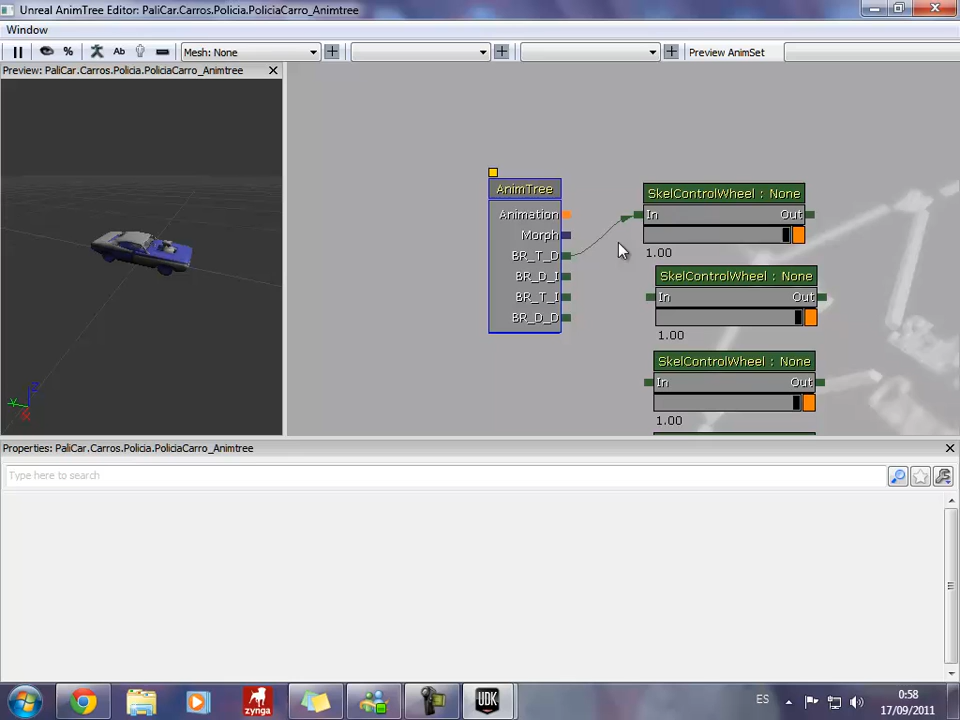 Unreal AnimTree Editor: PaliCar.Carros.Policia.PoliciaCarro_Animtree
Window
Ab
Mesh: None
Preview AnimSet
Preview: PaliCar.Carros.Policia.PoliciaCarro_Animtree
AnimTree
Animation
Morph
BR_T_D
BR_D_I
BR_T_I
BR_D_D
SkelControlWheel : None
In
Out
1.00
SkelControlWheel : None
In
Out
1.00
SkelControlWheel : None
In
Out
1.00
Z
Y
X
Properties: PaliCar.Carros.Policia.PoliciaCarro_Animtree
Type here to search
zynga
UDK
ES
0:58
17/09/2011